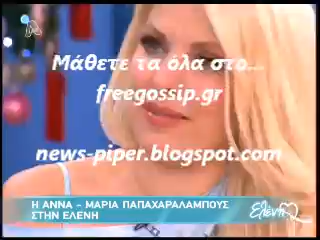 Μάθετε τα όλα στο...
freegossip.gr
news-piper.blogspot.com
Η ΑΝΝΑ - ΜΑΡΙΑ ΠΑΠΑΧΑΡΑΛΑΜΠΟΥΣ
ΣΤΗΝ ΕΛΕΝΗ
Ελένη